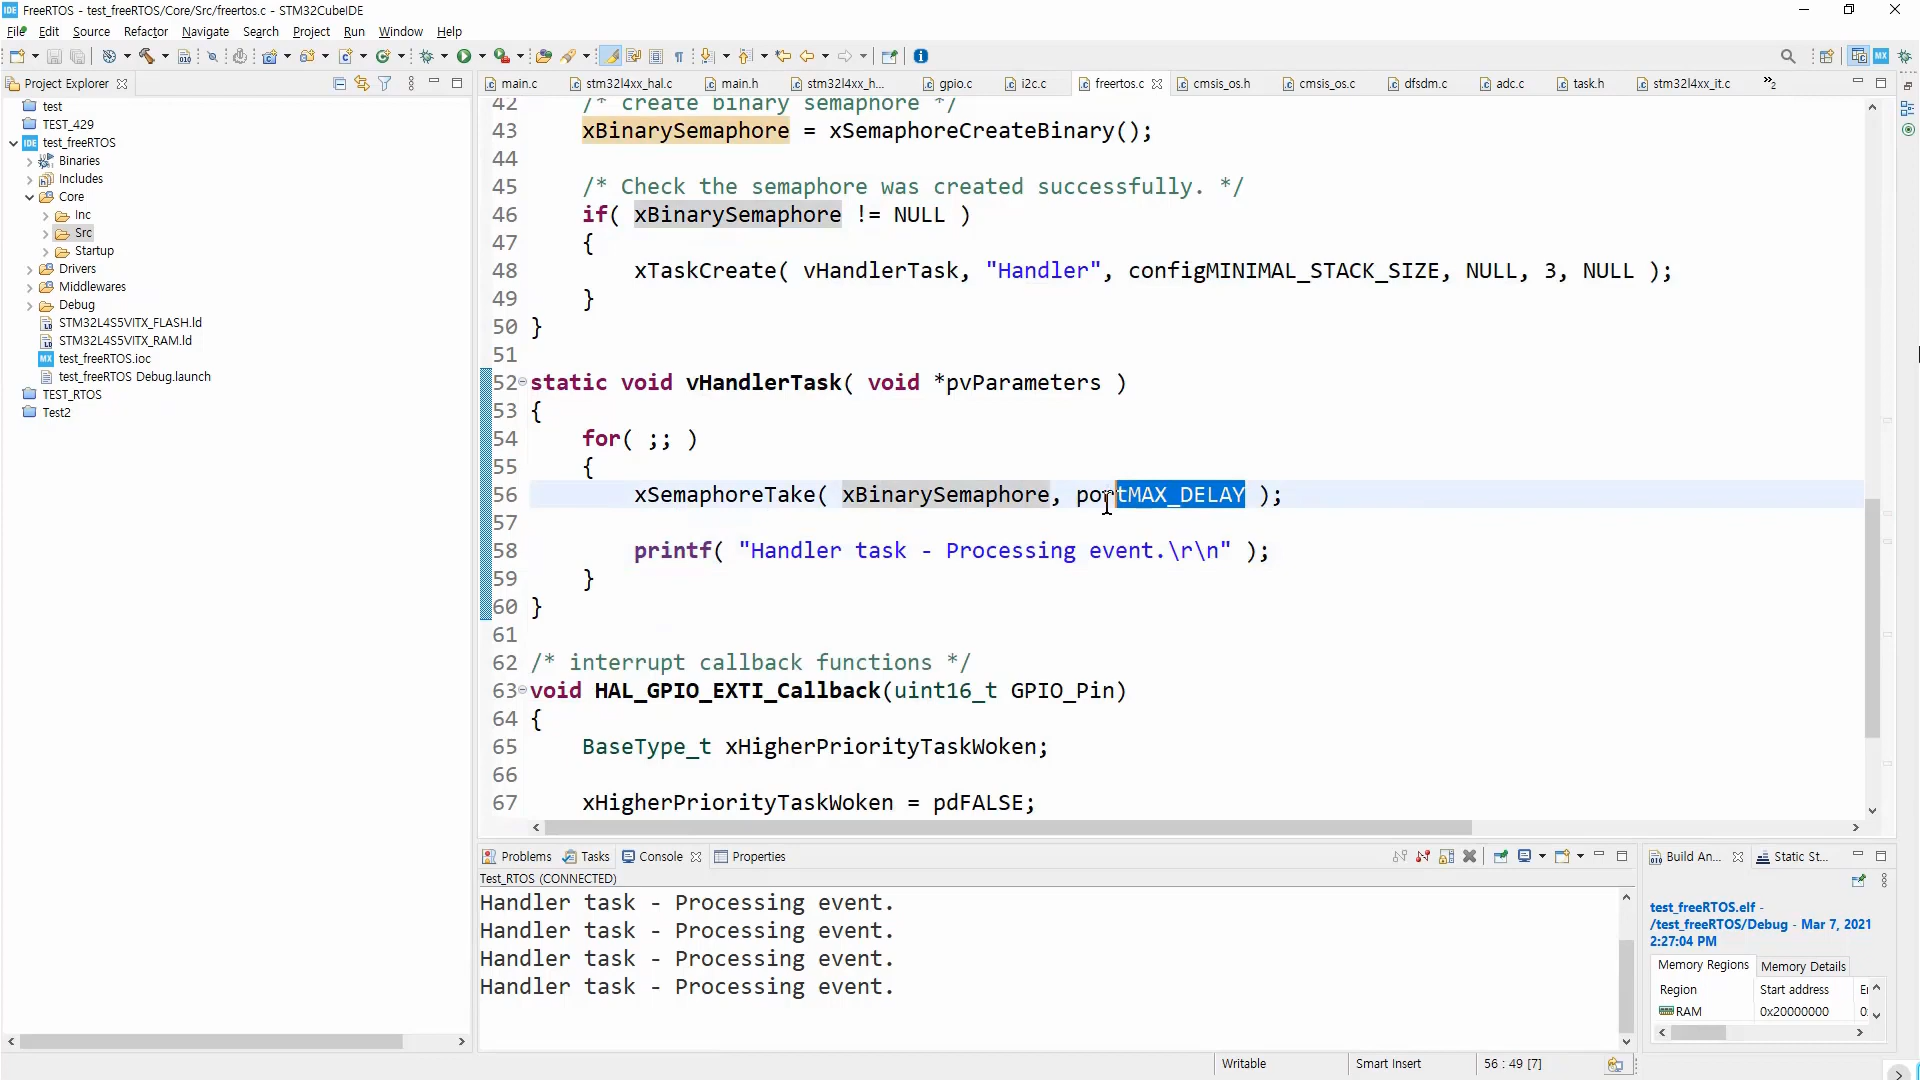 FreeRTOS - test_freeRTOS/Core/Src/freertos.c - STM32CubeIDE
File Edit Source Refactor Navigate Search Project Run Window Help
Project Explorer
test
TEST_429
test_freeRTOS
Binaries
Includes
Core
Inc
Src
Startup
Drivers
Middlewares
Debug
STM32L4S5VITX_FLASH.ld
STM32L4S5VITX_RAM.ld
test_freeRTOS.ioc
test_freeRTOS Debug.launch
TEST_RTOS
Test2
main.c stm32l4xx_hal.c main.h stm32l4xx_h... gpio.c i2c.c freertos.c cmsis_os.h cmsis_os.c dfsdm.c adc.c task.h stm32l4xx_it.c »2
42 /* create binary semaphore */
43 xBinarySemaphore = xSemaphoreCreateBinary();
44
45 /* Check the semaphore was created successfully. */
46 if( xBinarySemaphore != NULL )
47 {
48 xTaskCreate( vHandlerTask, "Handler", configMINIMAL_STACK_SIZE, NULL, 3, NULL );
49 }
50 }
51
52 static void vHandlerTask( void *pvParameters )
53 {
54 for( ;; )
55 {
56 xSemaphoreTake( xBinarySemaphore, portMAX_DELAY );
57
58 printf( "Handler task - Processing event.\r\n" );
59 }
60 }
61
62 /* interrupt callback functions */
63 void HAL_GPIO_EXTI_Callback(uint16_t GPIO_Pin)
64 {
65 BaseType_t xHigherPriorityTaskWoken;
66
67 xHigherPriorityTaskWoken = pdFALSE;
Problems Tasks Console Properties
Test_RTOS (CONNECTED)
Handler task - Processing event.
Handler task - Processing event.
Handler task - Processing event.
Handler task - Processing event.
Build An... Static St...
test_freeRTOS.elf -
/test_freeRTOS/Debug - Mar 7, 2021
2:27:04 PM
Memory Regions Memory Details
Region Start address
RAM 0x20000000
Writable Smart Insert 56 : 49 [7]